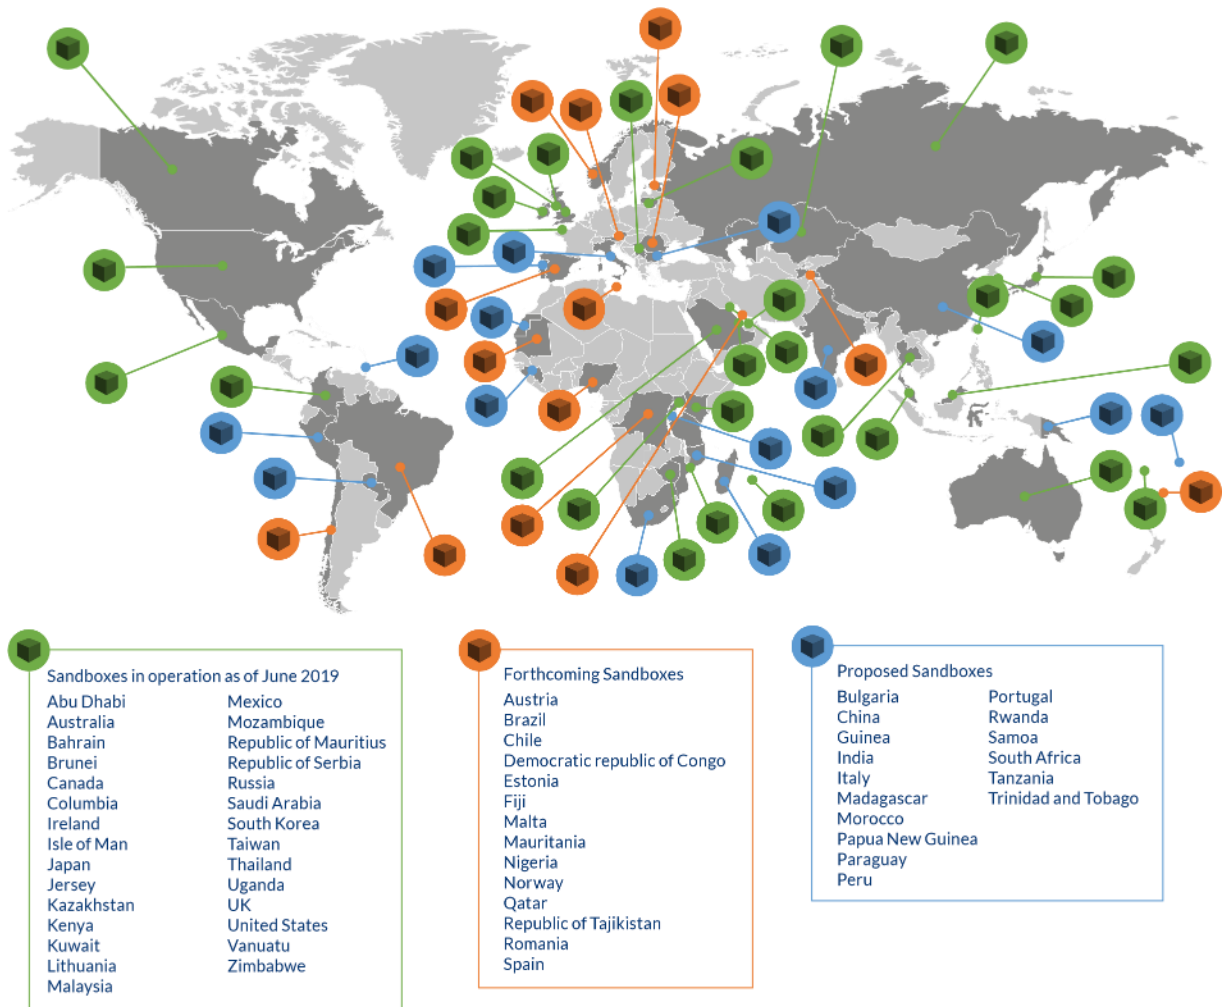 Sandboxes in operation as of June 2019
Abu Dhabi
Australia
Bahrain
Brunei
Canada
Columbia
Ireland
Isle of Man
Japan
Jersey
Kazakhstan
Kenya
Kuwait
Lithuania
Malaysia
Mexico
Mozambique
Republic of Mauritius
Republic of Serbia
Russia
Saudi Arabia
South Korea
Taiwan
Thailand
Uganda
UK
United States
Vanuatu
Zimbabwe
Forthcoming Sandboxes
Austria
Brazil
Chile
Democratic republic of Congo
Estonia
Fiji
Malta
Mauritania
Nigeria
Norway
Qatar
Republic of Tajikistan
Romania
Spain
Proposed Sandboxes
Bulgaria
China
Guinea
India
Italy
Madagascar
Morocco
Papua New Guinea
Paraguay
Peru
Portugal
Rwanda
Samoa
South Africa
Tanzania
Trinidad and Tobago